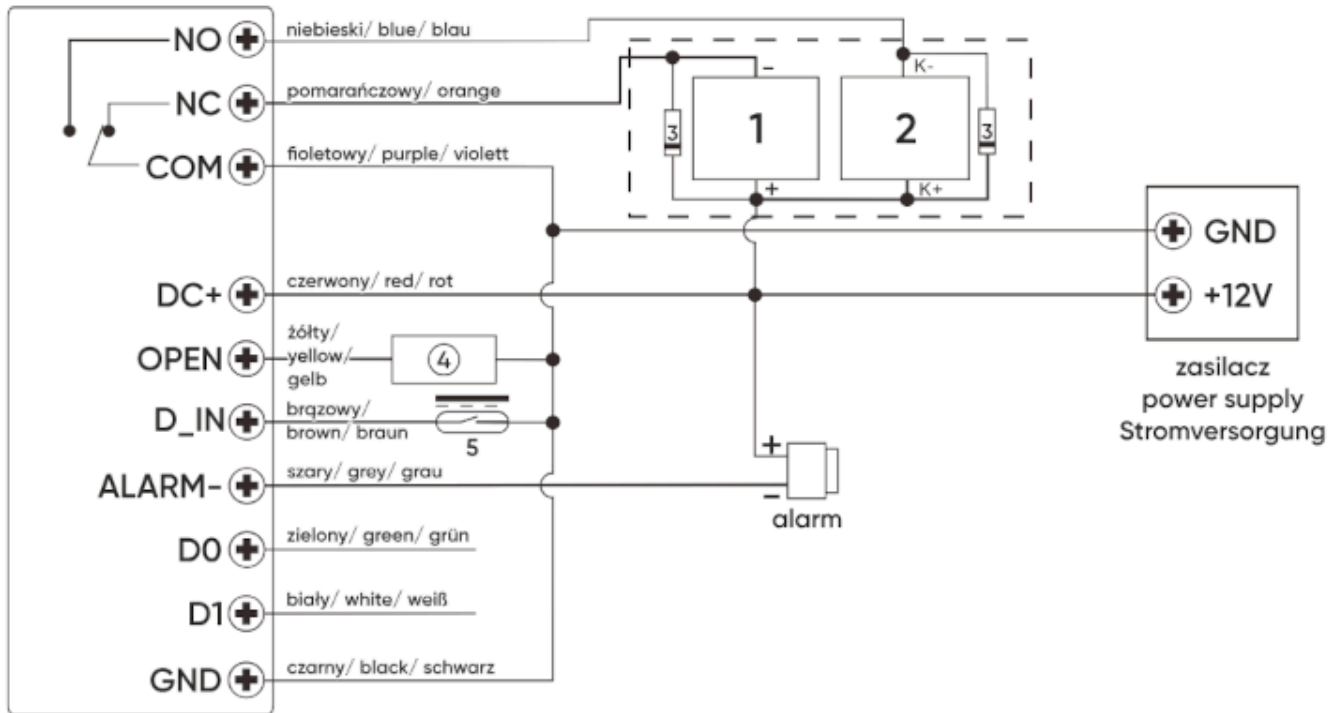 NO
niebieski/ blue/ blau
NC
pomarańczowy/ orange
COM
fioletowy/ purple/ violett
-
K-
3
1
2
3
+
K+
GND
+12V
zasilacz
power supply
Stromversorgung
DC+
czerwony/ red/ rot
OPEN
żółty/
yellow/
gelb
4
D_IN
brązowy/
brown/ braun
5
ALARM-
szary/ grey/ grau
+
-
alarm
D0
zielony/ green/ grün
D1
biały/ white/ weiß
GND
czarny/ black/ schwarz